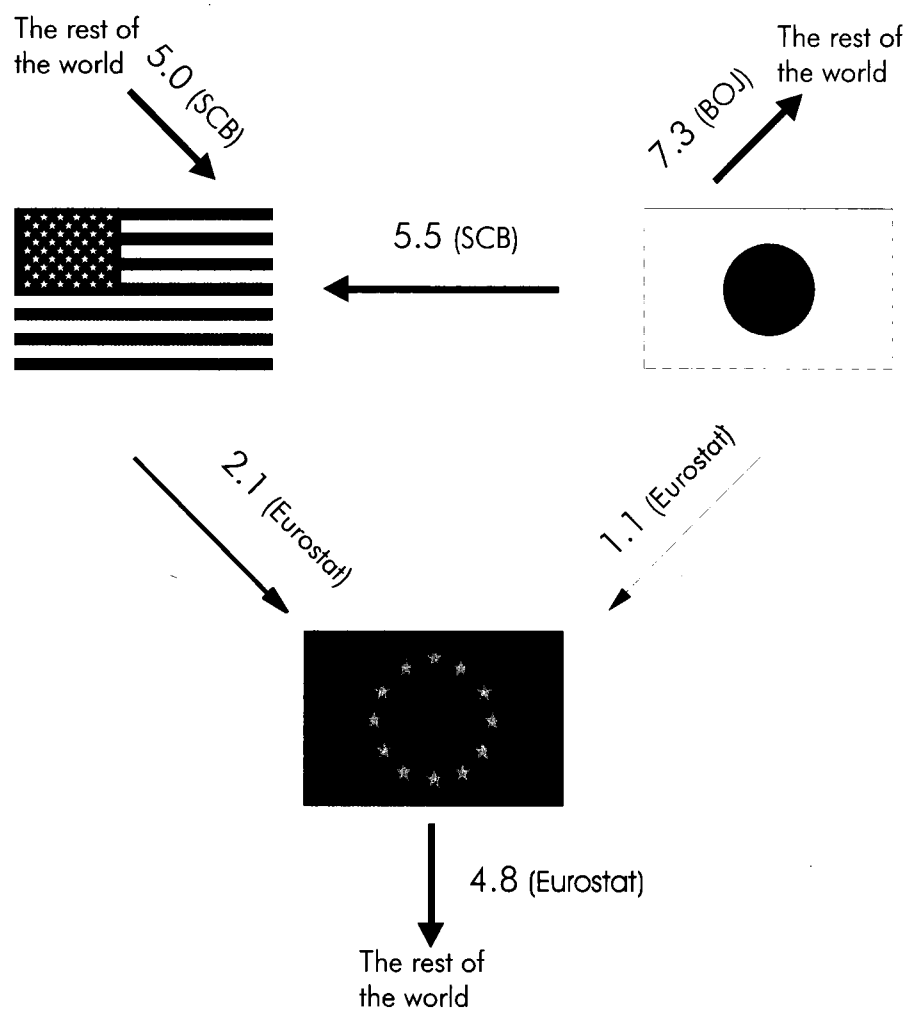 The rest of
the world
5.0 (SCB)
The rest of
the world
7.3 (BOJ)
5.5 (SCB)
2.1 (Eurostat)
1.1 (Eurostat)
4.8 (Eurostat)
The rest of
the world